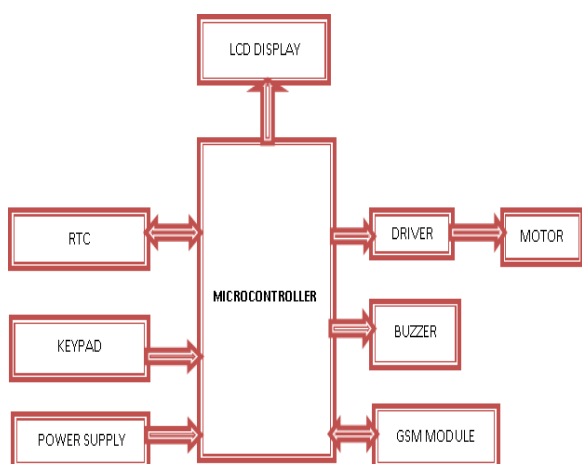 LCD DISPLAY
RTC
DRIVER
MOTOR
MICROCONTROLLER
KEYPAD
BUZZER
POWER SUPPLY
GSM MODULE